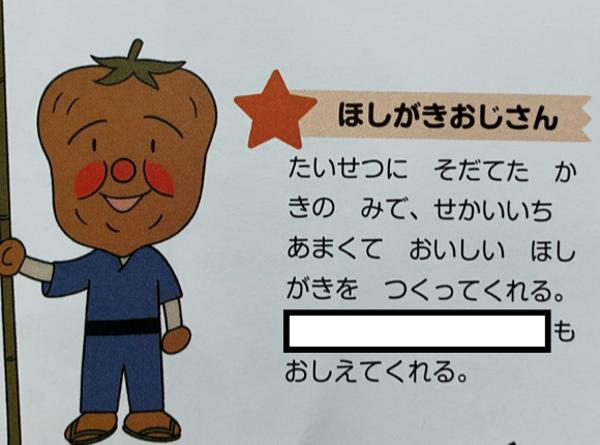 ほしがきおじさん
たいせつに　そだてた　か
きの　みで、せかいいち
あまくて　おいしい　ほし
がきを　つくってくれる。
も
おしえてくれる。